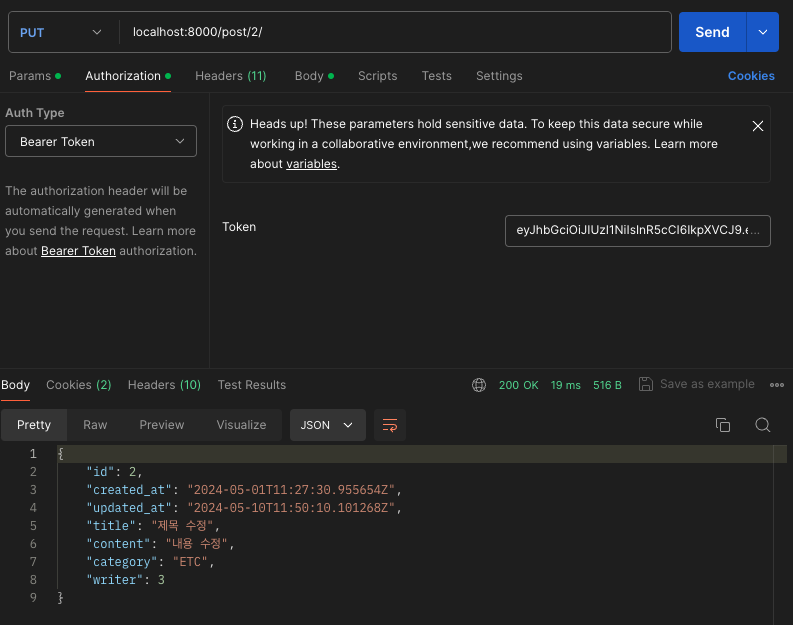 PUT localhost:8000/post/2/ Send
Params Authorization Headers (11) Body Scripts Tests Settings Cookies
Auth Type
Bearer Token
The authorization header will be
automatically generated when
you send the request. Learn more
about Bearer Token authorization.
Heads up! These parameters hold sensitive data. To keep this data secure while
working in a collaborative environment,we recommend using variables. Learn more
about variables.
Token eyJhbGciOiJIUzI1NiIsInR5cCI6IkpXVCJ9.e...
Body Cookies (2) Headers (10) Test Results 200 OK 19 ms 516 B Save as example
Pretty Raw Preview Visualize JSON
1 {
2 "id": 2,
3 "created_at": "2024-05-01T11:27:30.955654Z",
4 "updated_at": "2024-05-10T11:50:10.101268Z",
5 "title": "제목 수정",
6 "content": "내용 수정",
7 "category": "ETC",
8 "writer": 3
9 }